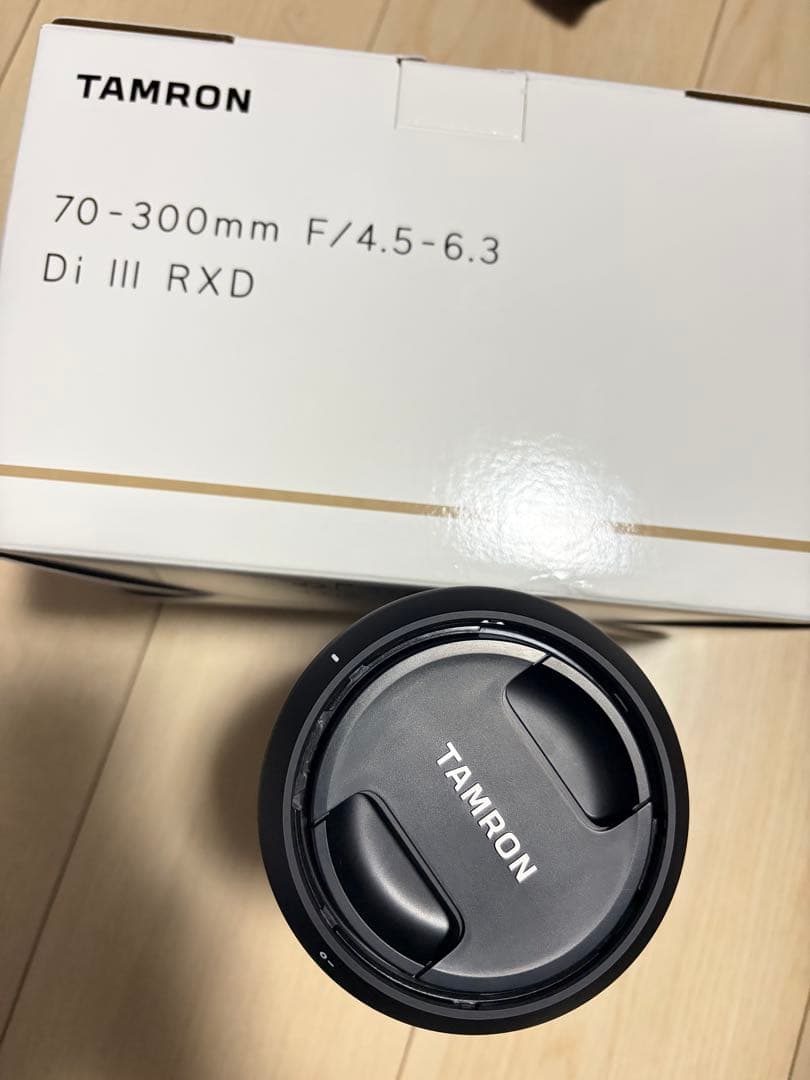 TAMRON
70-300mm F/4.5-6.3
Di III RXD
TAMRON